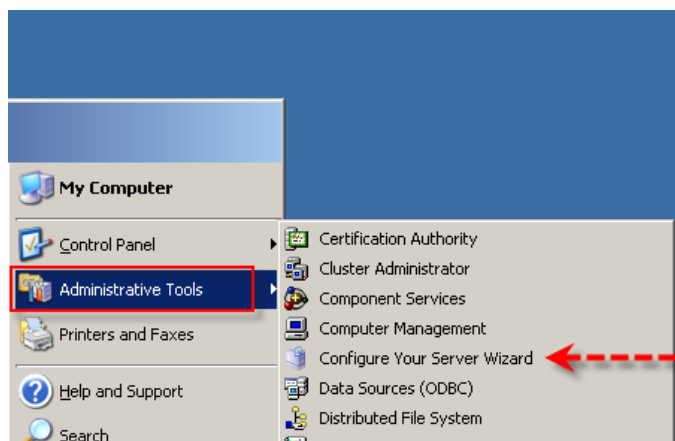 My Computer
Control Panel
Administrative Tools
Printers and Faxes
Help and Support
Search
Certification Authority
Cluster Administrator
Component Services
Computer Management
Configure Your Server Wizard
Data Sources (ODBC)
Distributed File System